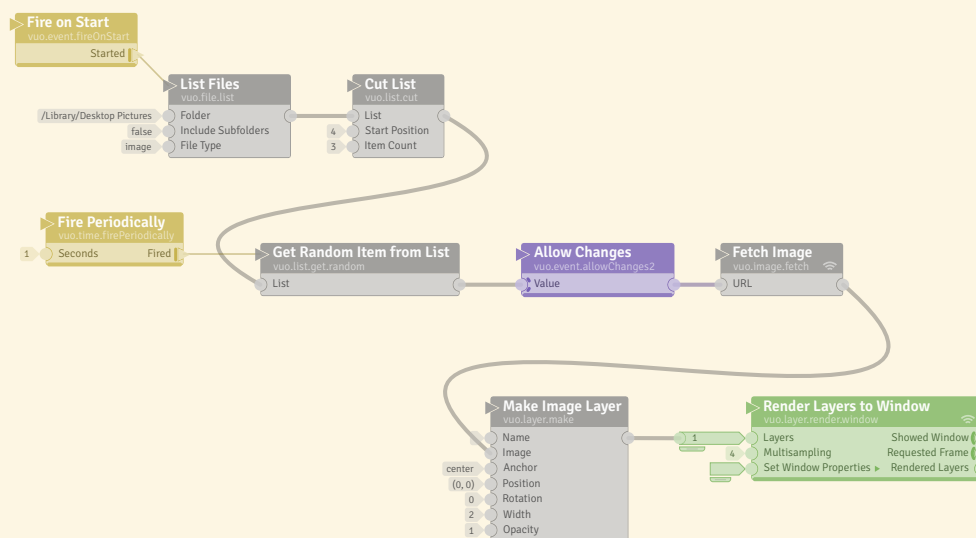 Fire on Start
vuo.event.fireOnStart
Started
List Files
vuo.file.list
/Library/Desktop Pictures Folder
false Include Subfolders
image File Type
Cut List
vuo.list.cut
List
4 Start Position
3 Item Count
Fire Periodically
vuo.time.firePeriodically
1 Seconds Fired
Get Random Item from List
vuo.list.get.random
List
Allow Changes
vuo.event.allowChanges2
Value
Fetch Image
vuo.image.fetch
URL
Make Image Layer
vuo.layer.make
Name
Image
center Anchor
(0, 0) Position
0 Rotation
2 Width
1 Opacity
Render Layers to Window
vuo.layer.render.window
1 Layers Showed Window
4 Multisampling Requested Frame
Set Window Properties ▸ Rendered Layers